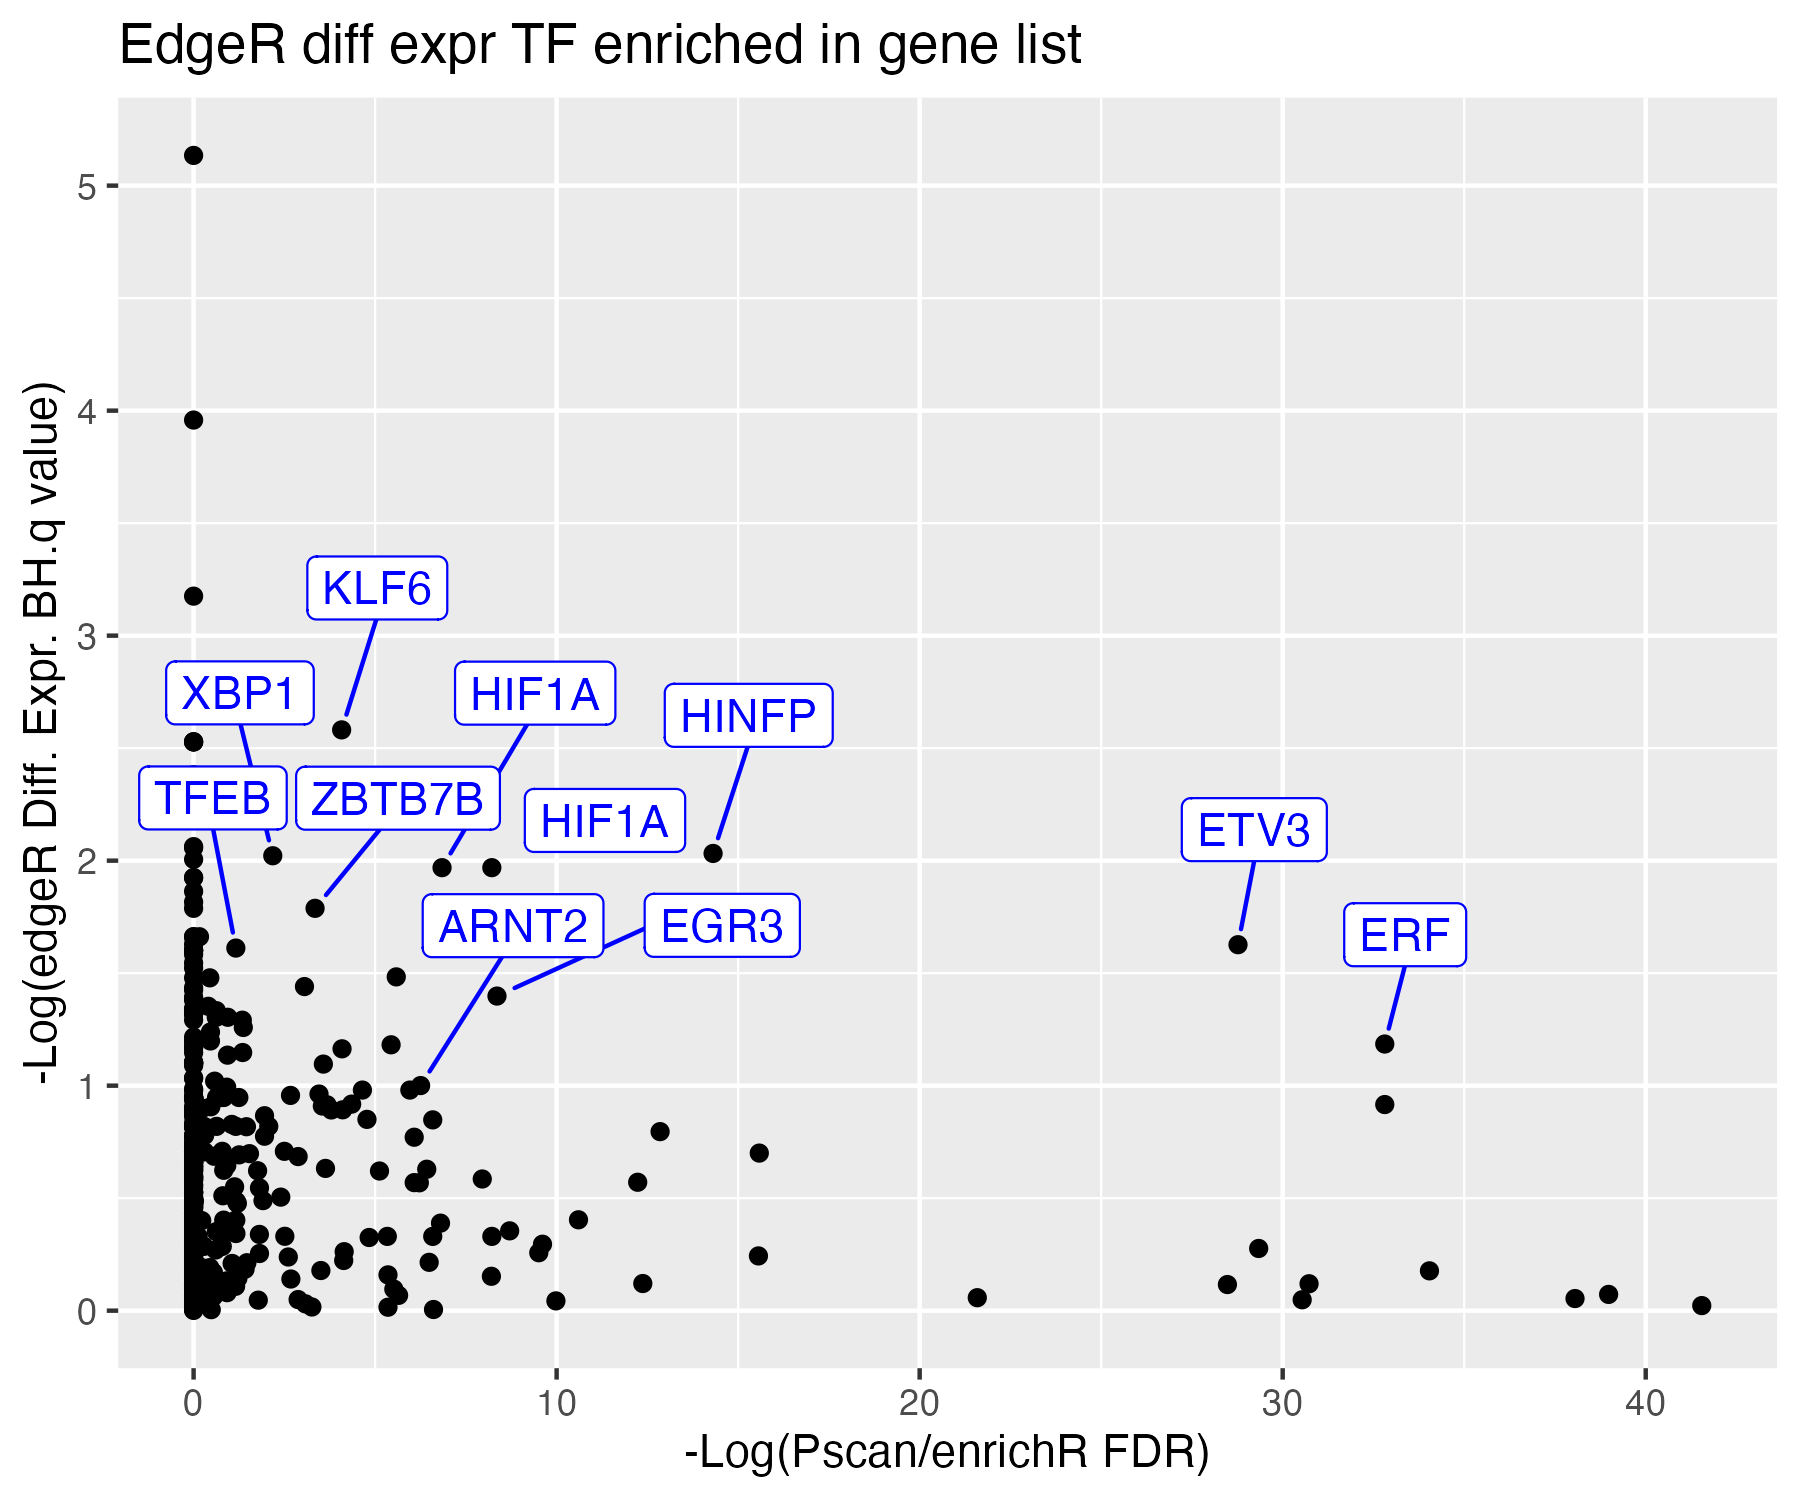 EdgeR diff expr TF enriched in gene list
-Log(edgeR Diff. Expr. BH.q value)
5
4
3
2
1
0
KLF6
XBP1
HIF1A
HINFP
TFEB
ZBTB7B
HIF1A
ETV3
ARNT2
EGR3
ERF
0
10
20
30
40
-Log(Pscan/enrichR FDR)